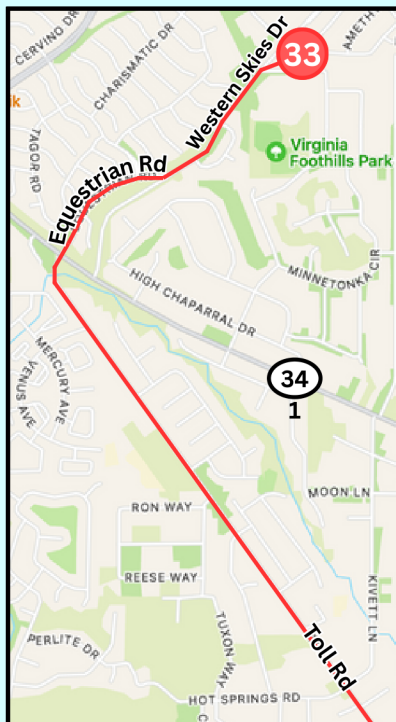 CERVINO DR
CHARISMATIC DR
Western Skies Dr
33
AMETH
k
TAGOR RD
Virginia
Foothills Park
Equestrian Rd
MINNETONKA CIR
HIGH CHAPARRAL DR
MERCURY AVE
VENUS AVE
34
1
MOON LN
RON WAY
REESE WAY
KIVETT LN
TUXON WAY
Toll Rd
PERLITE DR
HOT SPRINGS RD
C